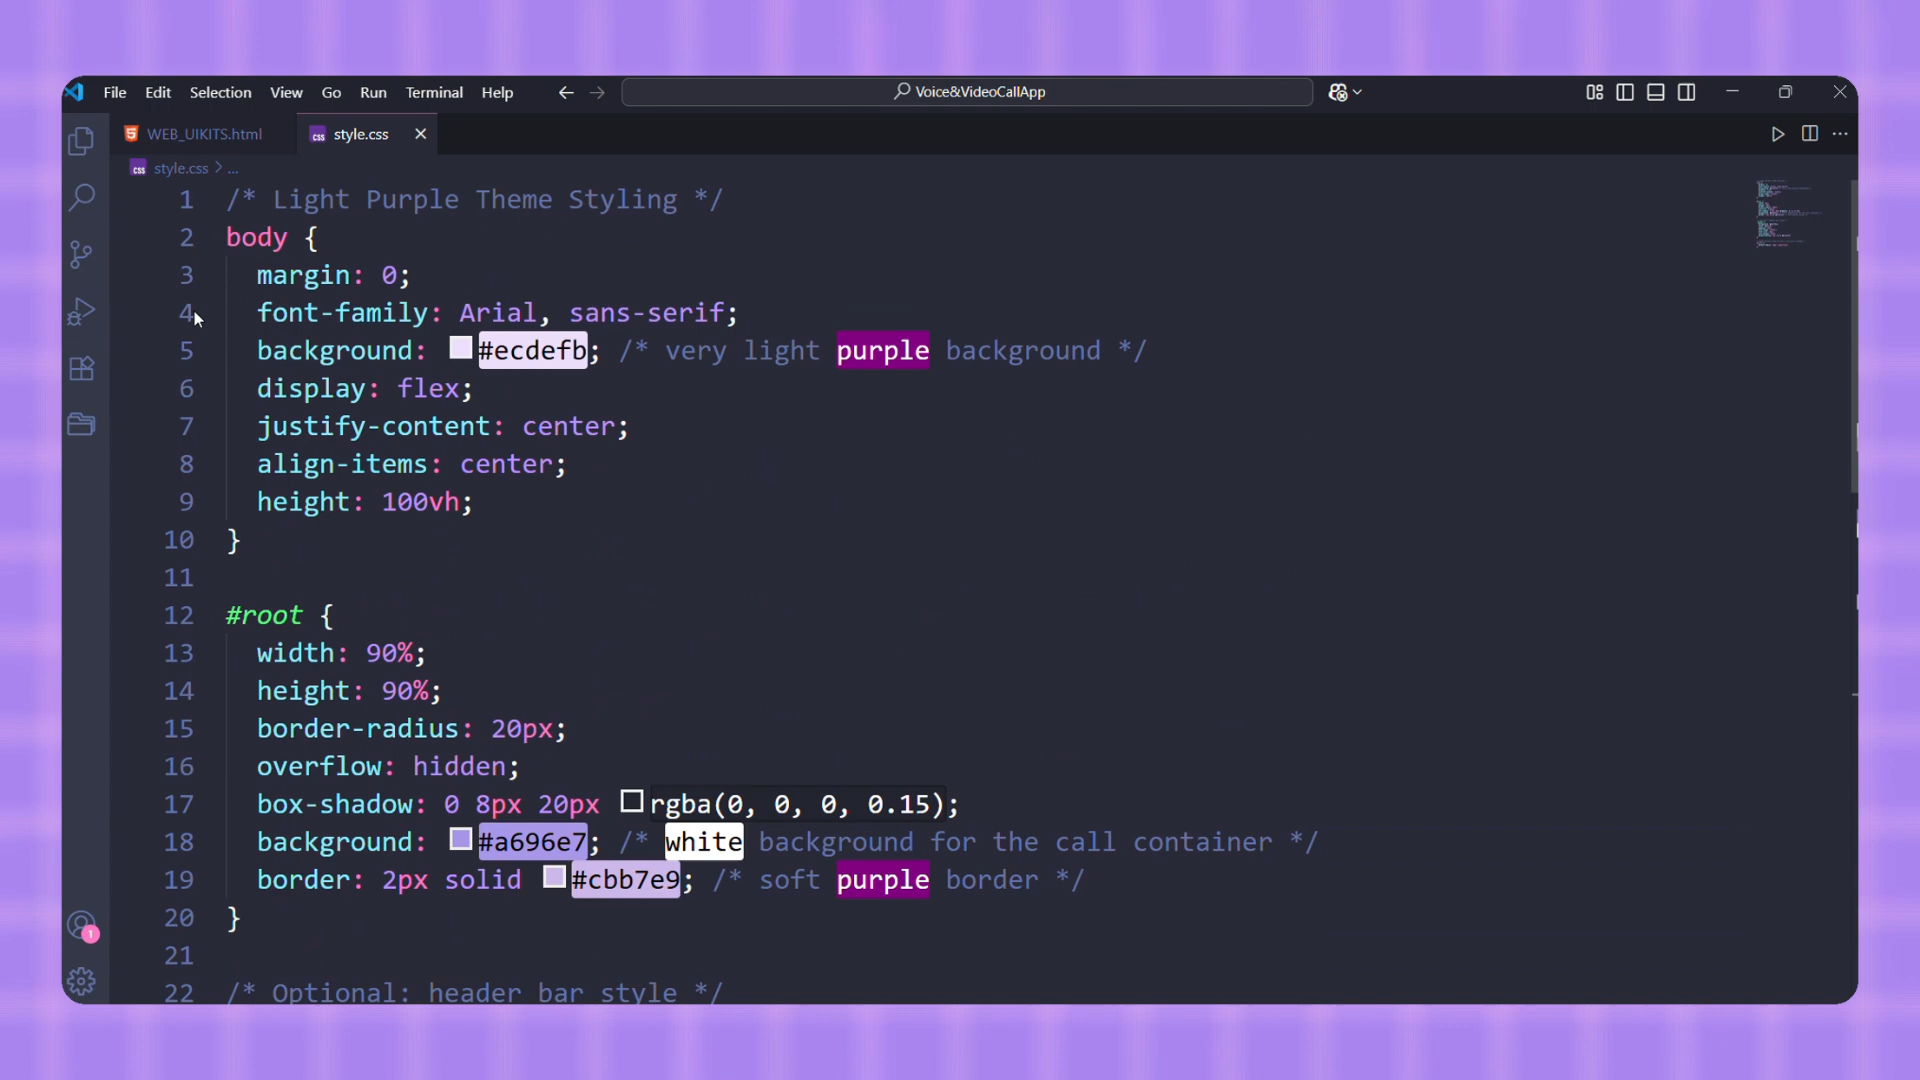 File Edit Selection View Go Run Terminal Help
Voice&VideoCallApp
WEB_UIKITS.html
style.css
style.css > ...
1 /* Light Purple Theme Styling */
2 body {
3 margin: 0;
4 font-family: Arial, sans-serif;
5 background: #ecdefb; /* very light purple background */
6 display: flex;
7 justify-content: center;
8 align-items: center;
9 height: 100vh;
10 }
11
12 #root {
13 width: 90%;
14 height: 90%;
15 border-radius: 20px;
16 overflow: hidden;
17 box-shadow: 0 8px 20px rgba(0, 0, 0, 0.15);
18 background: #a696e7; /* white background for the call container */
19 border: 2px solid #cbb7e9; /* soft purple border */
20 }
21
22 /* Optional: header bar style */
1